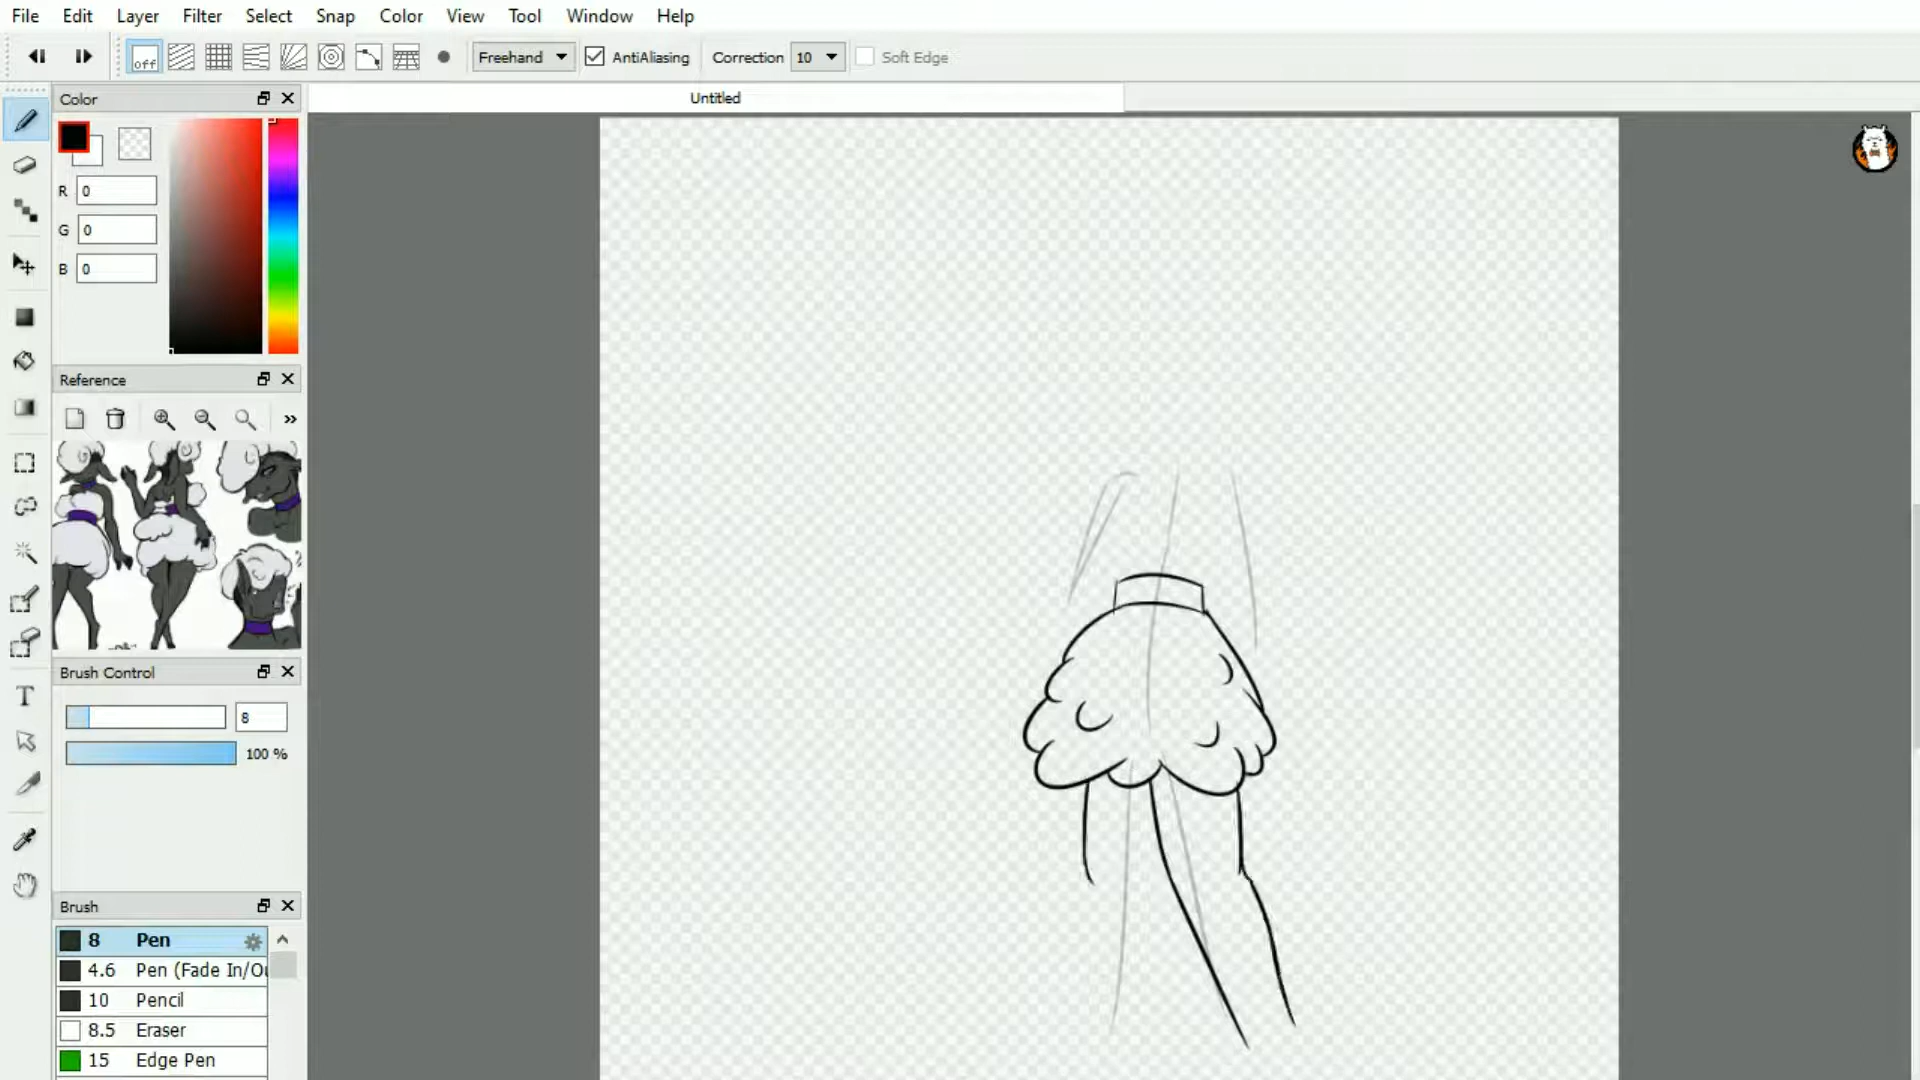 File Edit Layer Filter Select Snap Color View Tool Window Help
off Freehand AntiAliasing Correction 10 Soft Edge
Color
Untitled
R 0
G 0
B 0
Reference
Brush Control
8
100 %
T
Brush
8 Pen
4.6 Pen (Fade In/Ou
10 Pencil
8.5 Eraser
15 Edge Pen